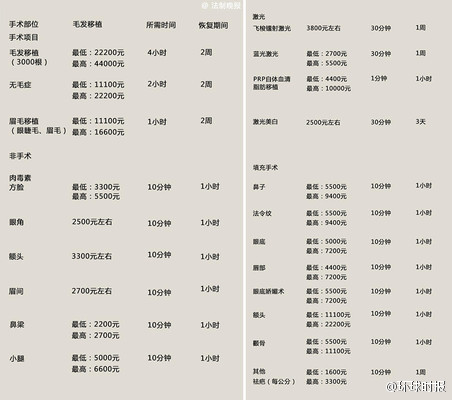 @法制晚报
手术部位 毛发移植 所需时间 恢复期间
手术项目
毛发移植 最低：22200元 4小时 2周
（3000根） 最高：44000元
无毛症 最低：11100元 2小时 2周
最高：22200元
眉毛移植 最低：11100元 1小时 2周
（眼睫毛、眉毛） 最高：16600元
非手术
肉毒素 最低：3300元 10分钟 1小时
方脸 最高：5500元
眼角 2500元左右 10分钟 1小时
额头 3300元左右 10分钟 1小时
眉间 2700元左右 10分钟 1小时
鼻梁 最低：2200元 10分钟 1小时
最高：2700元
小腿 最低：5000元 10分钟 1小时
最高：6600元
激光
飞梭镭射激光 3800元左右 30分钟 1周
蓝光激光 最低：2700元 30分钟 1周
最高：5500元
PRP自体血清 最低：4400元 1分钟 1小时
脂肪移植 最高：10000元
激光美白 2500元左右 30分钟 3天
填充手术
鼻子 最低：5500元 10分钟 1小时
最高：9400元
法令纹 最低：5500元 10分钟 1小时
最高：9400元
眼底 最低：5000元 10分钟 1小时
最高：7200元
唇部 最低：4400元 10分钟 1小时
最高：7200元
眼底娇媚术 最低：5500元 10分钟 1小时
最高：7200元
额头 最低：11100元 10分钟 1小时
最高：22200元
颧骨 最低：5500元 10分钟 1小时
最高：11100元
其他 最低：1600元 10分钟 1周
祛疤（每公分） 最高：3300元
@环球时报